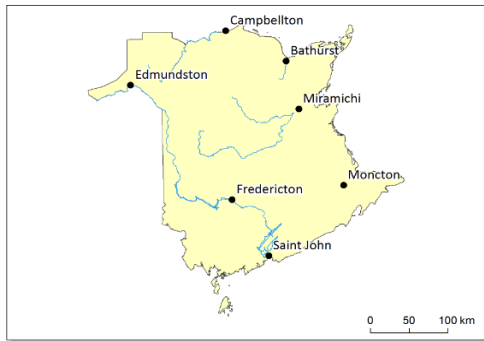 Campbellton
Bathurst
Edmundston
Miramichi
Moncton
Fredericton
Saint John
0 50 100 km